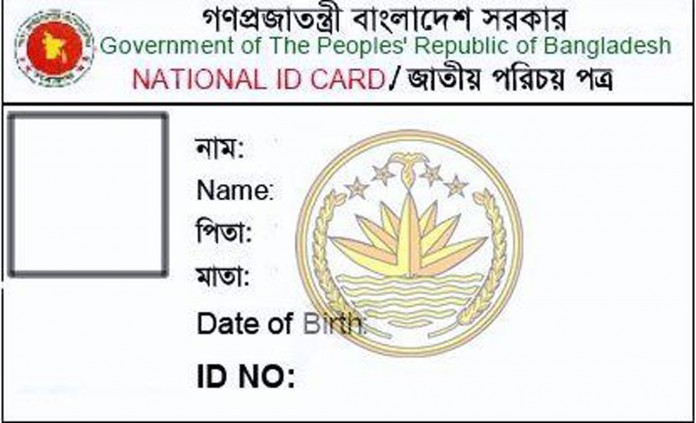 গণপ্রজাতন্ত্রী বাংলাদেশ সরকার
Government of The Peoples' Republic of Bangladesh
NATIONAL ID CARD / জাতীয় পরিচয় পত্র
নাম:
Name:
পিতা:
মাতা:
Date of Birth:
ID NO: